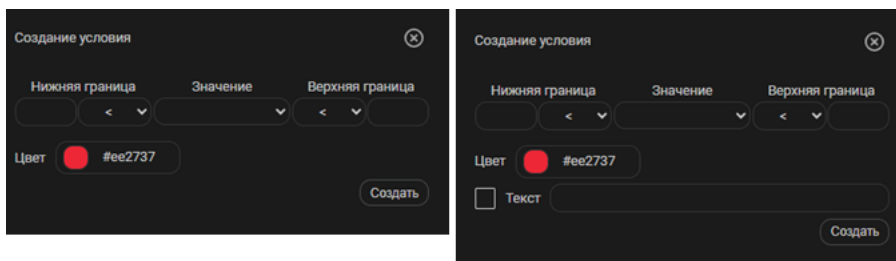 Создание условия
Нижняя граница Значение Верхняя граница
< <
Цвет #ee2737
Создать
Создание условия
Нижняя граница Значение Верхняя граница
< <
Цвет #ee2737
Текст
Создать